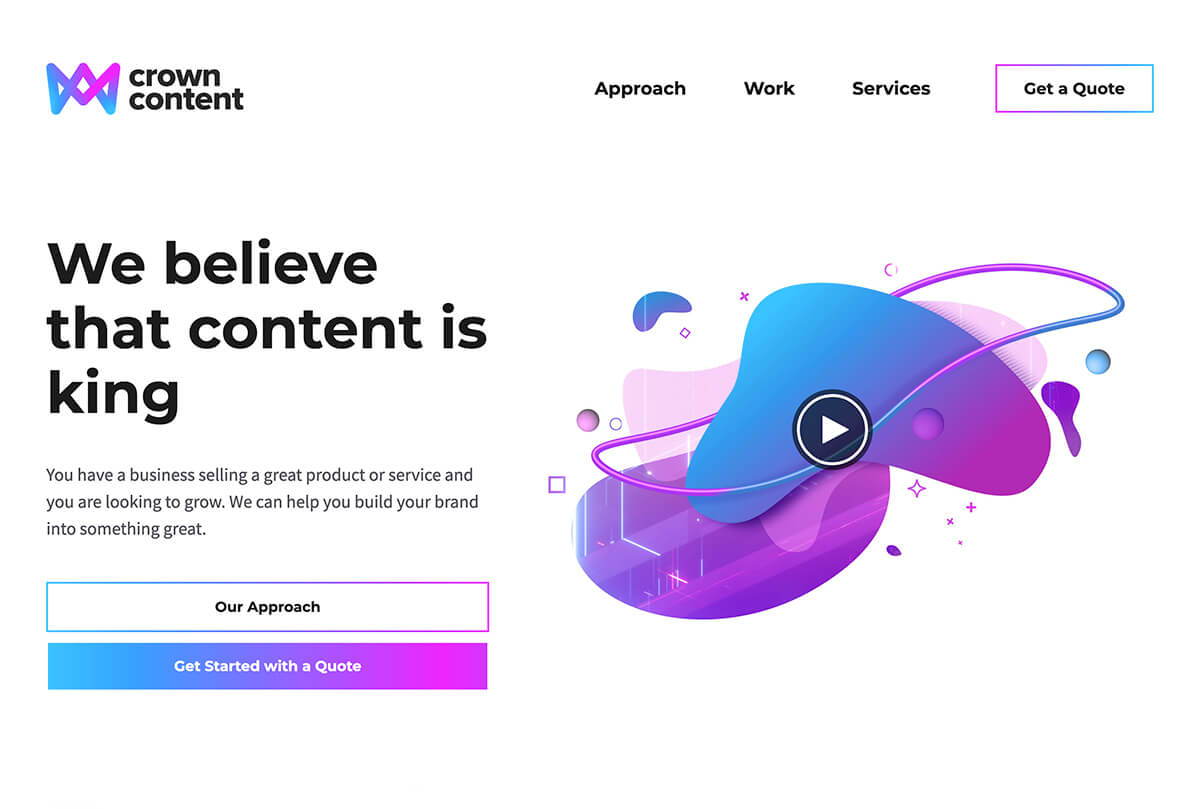 crown
content
Approach
Work
Services
Get a Quote
We believe
that content is
king
You have a business selling a great product or service and
you are looking to grow. We can help you build your brand
into something great.
Our Approach
Get Started with a Quote